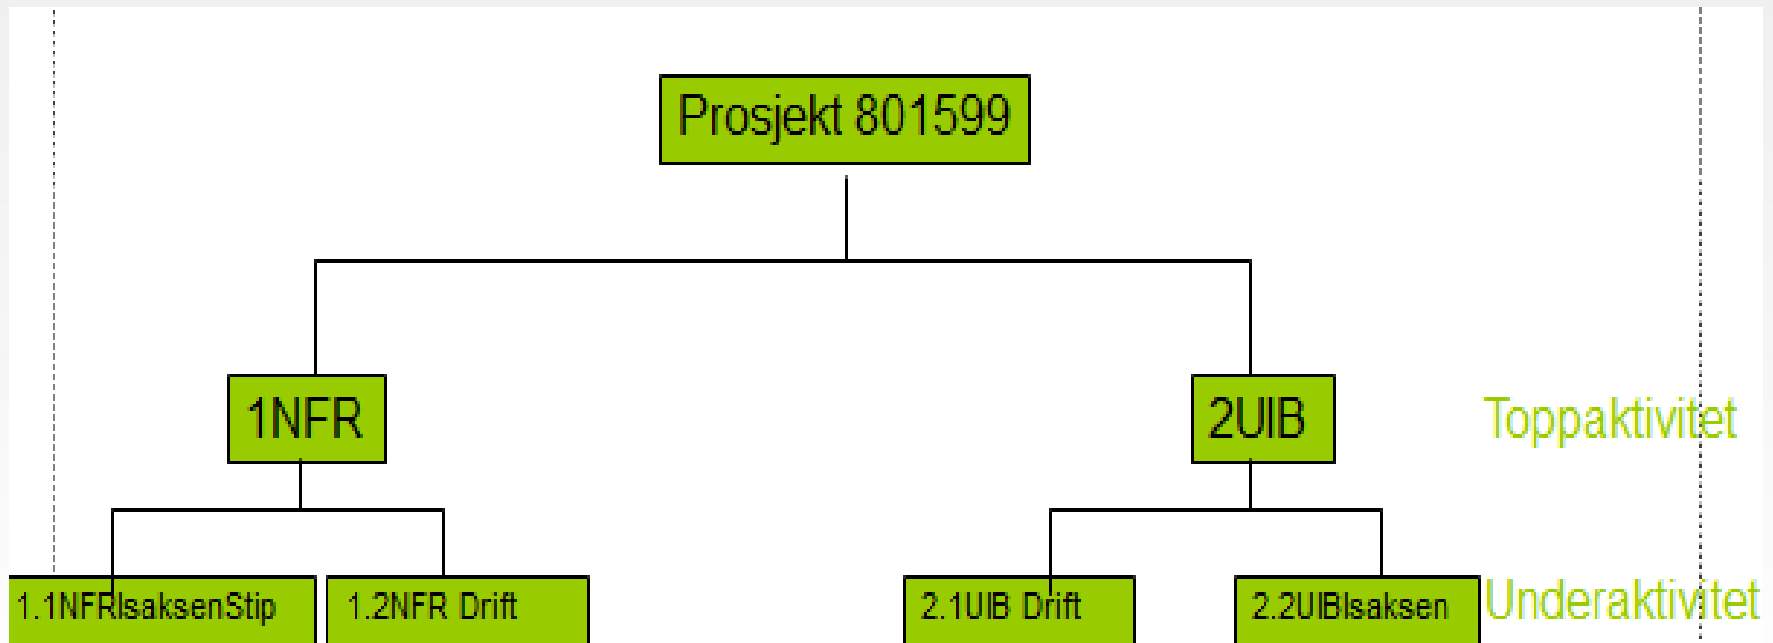 Prosjekt 801599
1NFR
2UIB
Toppaktivitet
1.1NFRIsaksenStip
1.2NFR Drift
2.1UIB Drift
2.2UIBIsaksen
Underaktivitet